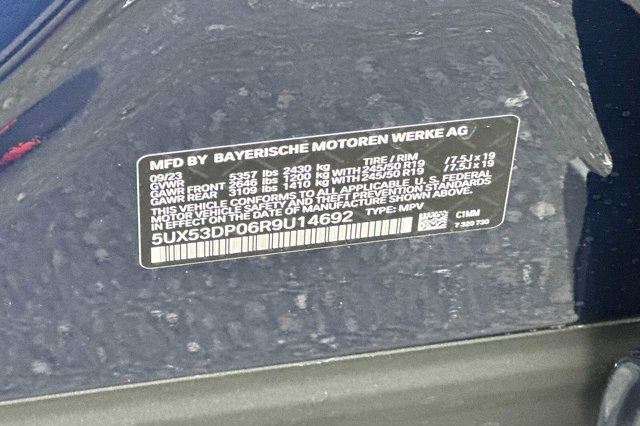 MFD BY BAYERISCHE MOTOREN WERKE AG
09/23 TIRE / RIM
GVWR 5357 lbs 2430 kg
GAWR FRONT 2646 lbs 1200 kg WITH 245/50 R19 /7.5J x 19
GAWR REAR 3109 lbs 1410 kg WITH 245/50 R19 /7.5J x 19
THIS VEHICLE CONFORMS TO ALL APPLICABLE U.S. FEDERAL
MOTOR VEHICLE SAFETY AND THEFT PREVENTION STANDARDS
IN EFFECT ON THE DATE OF MANUFACTURE SHOWN ABOVE.
5UX53DP06R9U14692 TYPE: MPV
C1MM
7 320 730